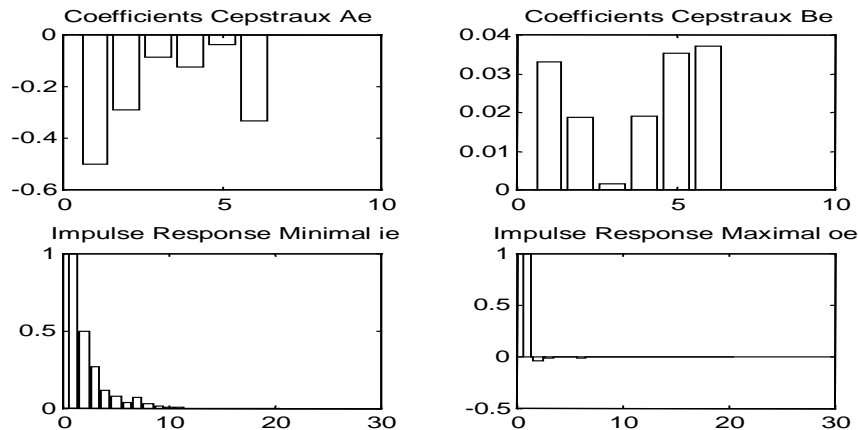 Coefficients Cepstraux Ae
0
-0.2
-0.4
-0.6
0 5 10
Coefficients Cepstraux Be
0.04
0.03
0.02
0.01
0
0 5 10
Impulse Response Minimal ie
1
0.5
0
0 10 20 30
Impulse Response Maximal oe
1
0.5
0
-0.5
0 10 20 30